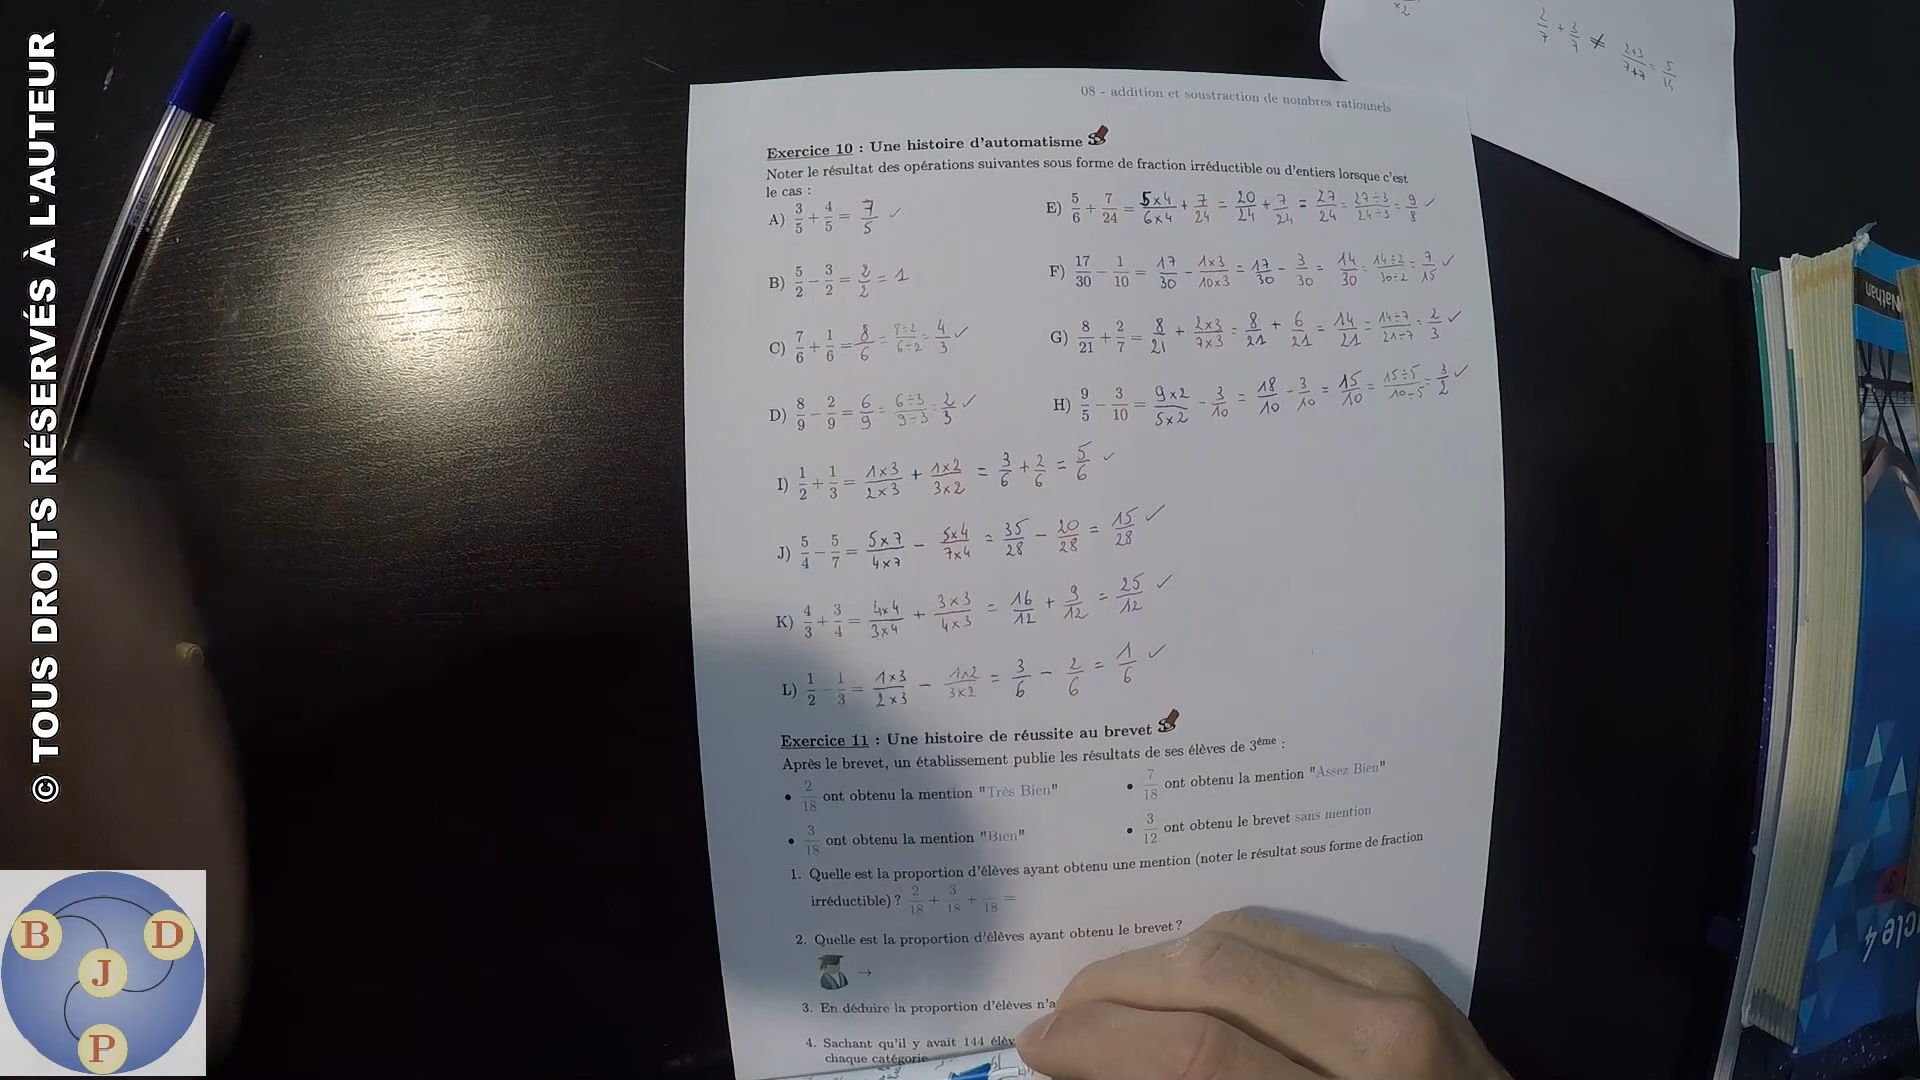 © TOUS DROITS RÉSERVÉS À L'AUTEUR
×2
2/7 + 3/7 ≠ 2+3/7+7 = 5/14
08 - addition et soustraction de nombres rationnels
Exercice 10 : Une histoire d'automatisme
Noter le résultat des opérations suivantes sous forme de fraction irréductible ou d'entiers lorsque c'est
le cas :
A) 3/5 + 4/5 = 7/5 ✓
B) 5/2 − 3/2 = 2/2 = 1
C) 7/6 + 1/6 = 8/6 = 8÷2/6÷2 = 4/3 ✓
D) 8/9 − 2/9 = 6/9 = 6÷3/9÷3 = 2/3 ✓
E) 5/6 + 7/24 = 5×4/6×4 + 7/24 = 20/24 + 7/24 = 27/24 = 27÷3/24÷3 = 9/8 ✓
F) 17/30 − 1/10 = 17/30 − 1×3/10×3 = 17/30 − 3/30 = 14/30 = 14÷2/30÷2 = 7/15 ✓
G) 8/21 + 2/7 = 8/21 + 2×3/7×3 = 8/21 + 6/21 = 14/21 = 14÷7/21÷7 = 2/3 ✓
H) 9/5 − 3/10 = 9×2/5×2 − 3/10 = 18/10 − 3/10 = 15/10 = 15÷5/10÷5 = 3/2 ✓
I) 1/2 + 1/3 = 1×3/2×3 + 1×2/3×2 = 3/6 + 2/6 = 5/6 ✓
J) 5/4 − 5/7 = 5×7/4×7 − 5×4/7×4 = 35/28 − 20/28 = 15/28 ✓
K) 4/3 + 3/4 = 4×4/3×4 + 3×3/4×3 = 16/12 + 9/12 = 25/12 ✓
L) 1/2 − 1/3 = 1×3/2×3 − 1×2/3×2 = 3/6 − 2/6 = 1/6 ✓
Exercice 11 : Une histoire de réussite au brevet
Après le brevet, un établissement publie les résultats de ses élèves de 3ème :
• 2/18 ont obtenu la mention "Très Bien"
• 3/18 ont obtenu la mention "Bien"
• 7/18 ont obtenu la mention "Assez Bien"
• 3/12 ont obtenu le brevet sans mention
1. Quelle est la proportion d'élèves ayant obtenu une mention (noter le résultat sous forme de fraction
irréductible) ? 2/18 + 3/18 + /18 =
2. Quelle est la proportion d'élèves ayant obtenu le brevet ?
→
3. En déduire la proportion d'élèves
4. Sachant qu'il y avait 144
chaque catégorie
Nathan
cle 4
B D
J
P